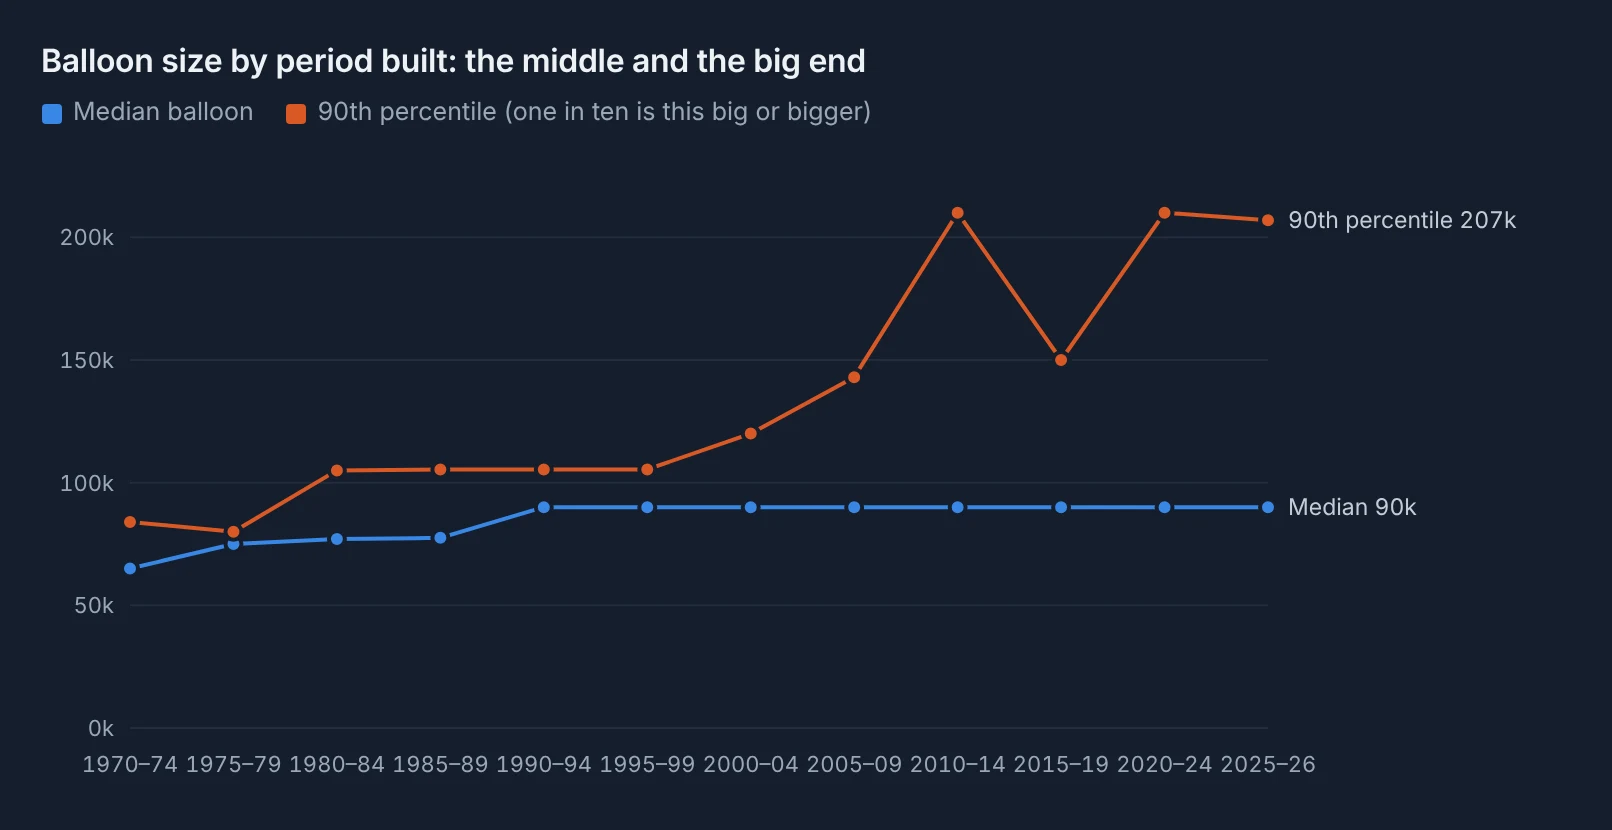 Balloon size by period built: the middle and the big end
Median balloon 90th percentile (one in ten is this big or bigger)
200k
150k
100k
50k
0k
90th percentile 207k
Median 90k
1970–74 1975–79 1980–84 1985–89 1990–94 1995–99 2000–04 2005–09 2010–14 2015–19 2020–24 2025–26